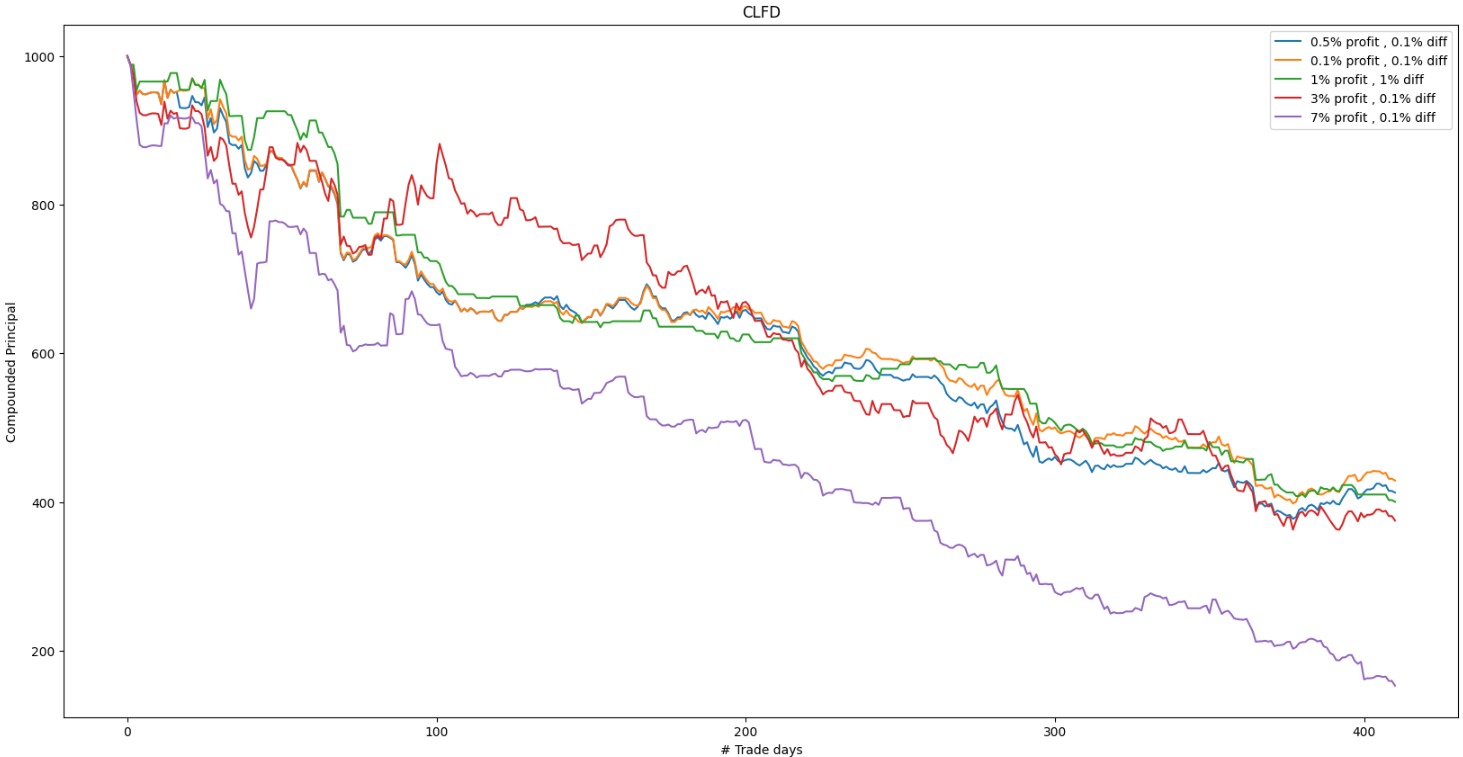 CLFD
0.5% profit , 0.1% diff
0.1% profit , 0.1% diff
1% profit , 1% diff
3% profit , 0.1% diff
7% profit , 0.1% diff
Compounded Principal
1000
800
600
400
200
0 100 200 300 400
# Trade days